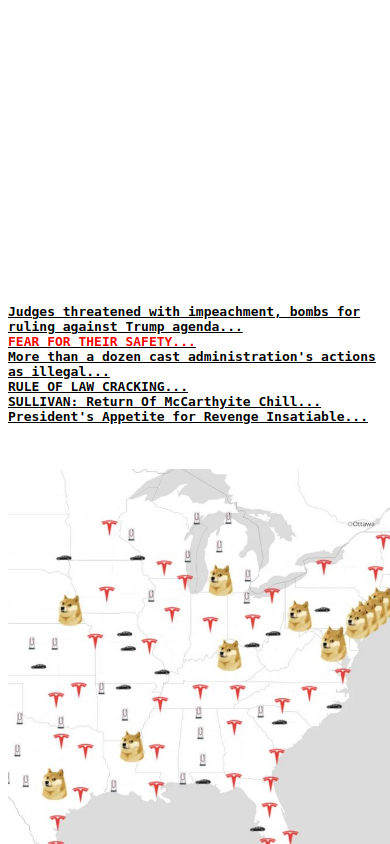 Judges threatened with impeachment, bombs for
ruling against Trump agenda...
FEAR FOR THEIR SAFETY...
More than a dozen cast administration's actions
as illegal...
RULE OF LAW CRACKING...
SULLIVAN: Return Of McCarthyite Chill...
President's Appetite for Revenge Insatiable...
©Ottawa